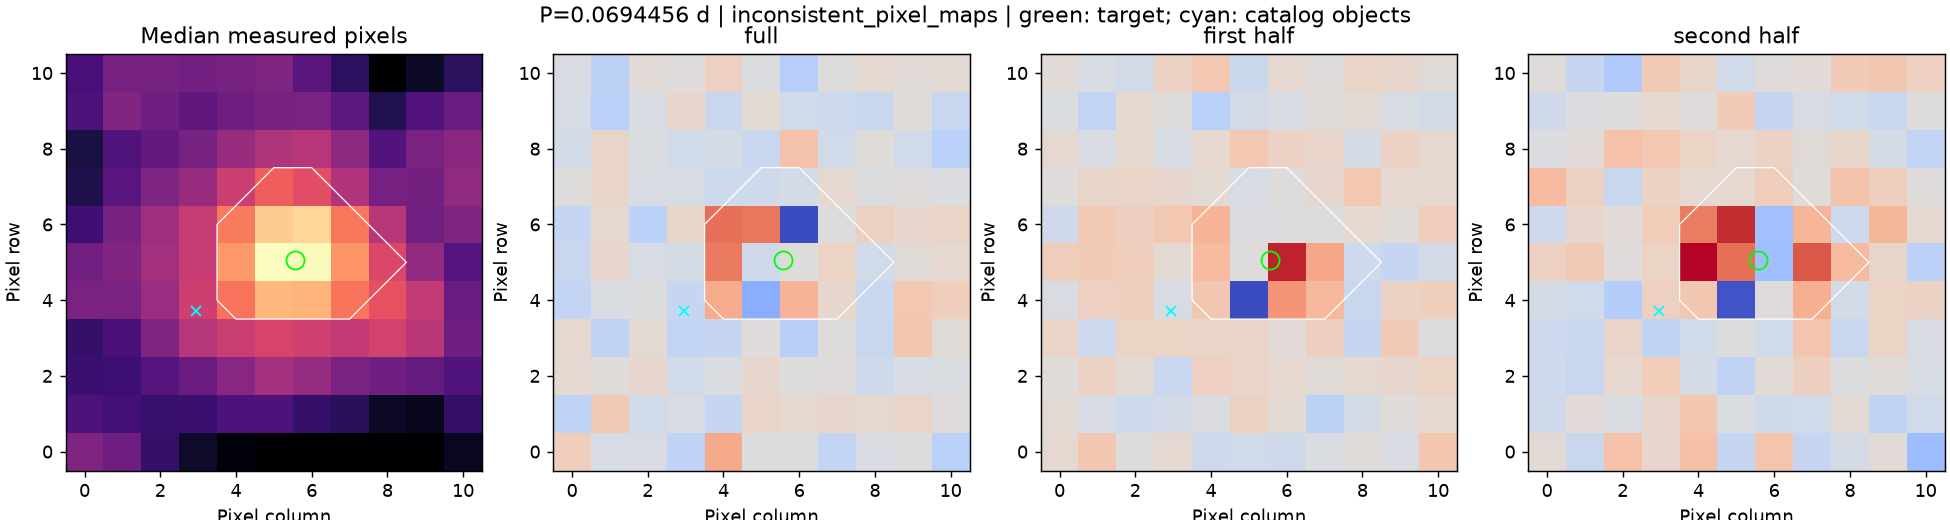 P=0.0694456 d | inconsistent_pixel_maps | green: target; cyan: catalog objects
Median measured pixels
full
first half
second half
Pixel row
10
8
6
4
2
0
0 2 4 6 8 10
Pixel column
Pixel row
10
8
6
4
2
0
0 2 4 6 8 10
Pixel column
Pixel row
10
8
6
4
2
0
0 2 4 6 8 10
Pixel column
Pixel row
10
8
6
4
2
0
0 2 4 6 8 10
Pixel column